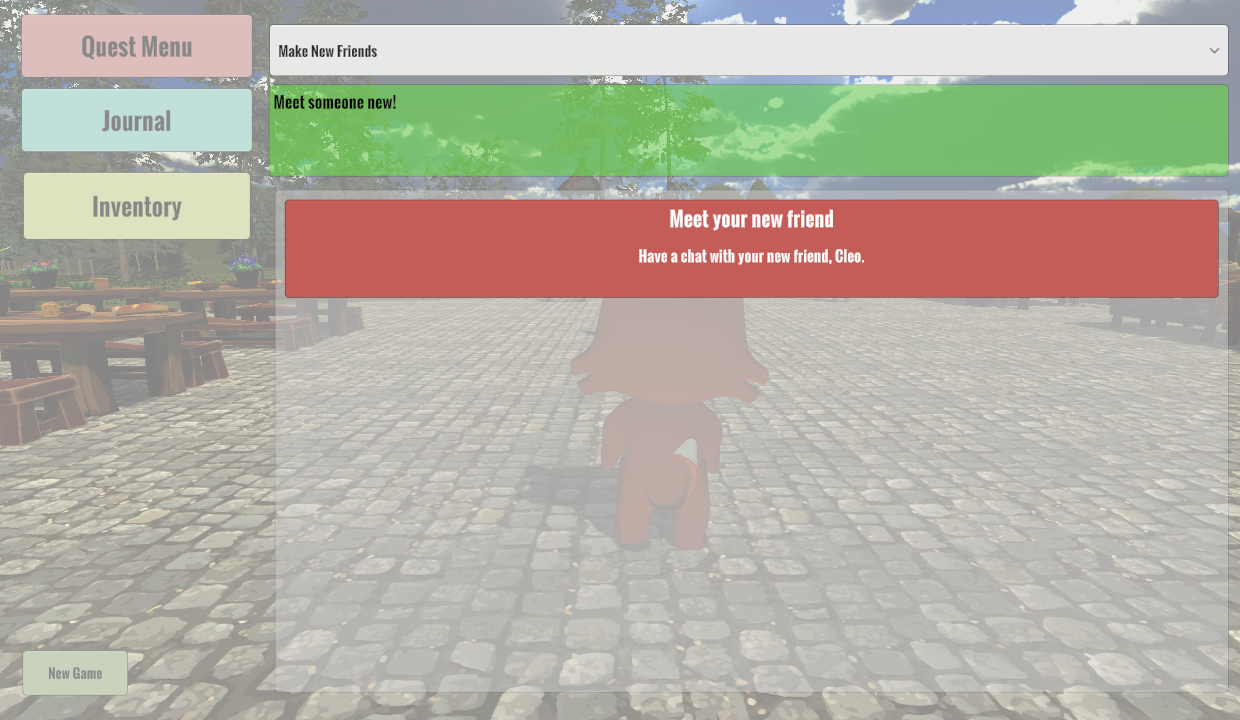 Quest Menu
Make New Friends
Meet someone new!
Journal
Inventory
Meet your new friend
Have a chat with your new friend, Cleo.
New Game